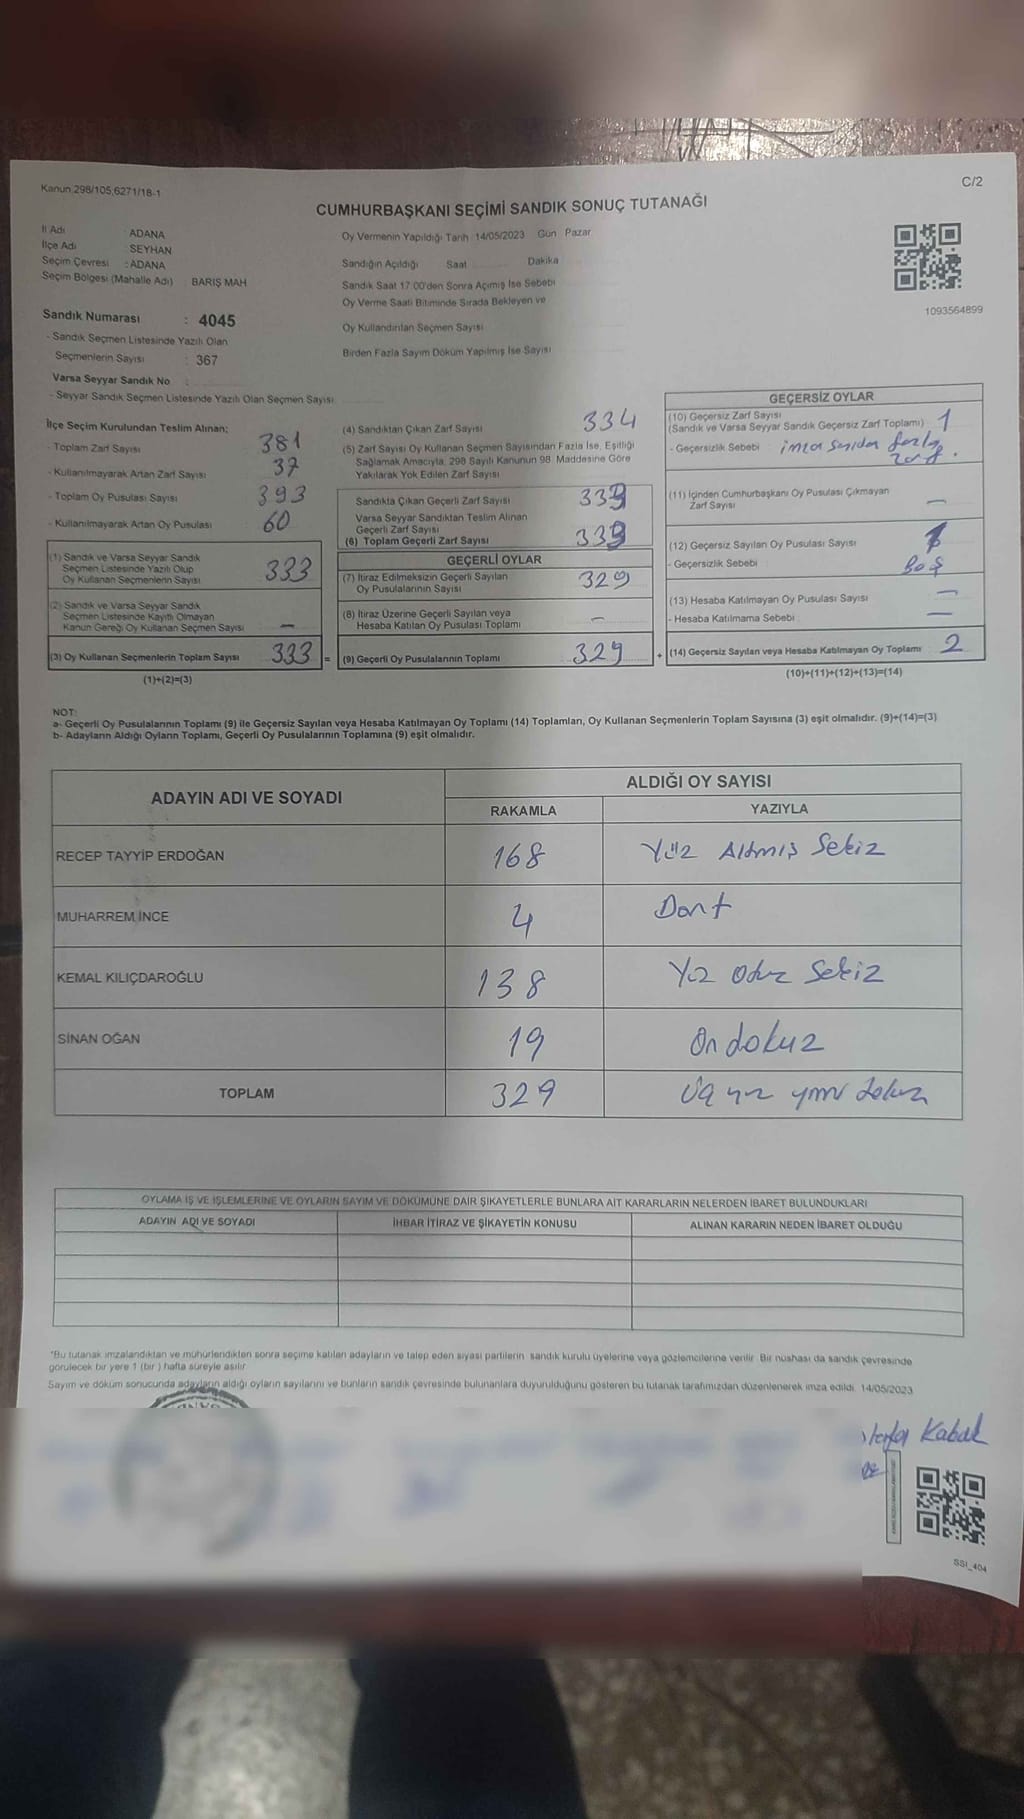 Kanun 298/105,6271/18-1
C/2
CUMHURBAŞKANI SEÇİMİ SANDIK SONUÇ TUTANAĞI
İl Adı ADANA
İlçe Adı SEYHAN
Seçim Çevresi : ADANA
Seçim Bölgesi (Mahalle Adı) : BARIŞ MAH
Sandık Numarası : 4045
- Sandık Seçmen Listesinde Yazılı Olan
Seçmenlerin Sayısı : 367
Varsa Seyyar Sandık No :
- Seyyar Sandık Seçmen Listesinde Yazılı Olan Seçmen Sayısı
Oy Vermenin Yapıldığı Tarih 14/05/2023 Gün Pazar
Sandığın Açıldığı Saat Dakika
Sandık Saat 17.00'den Sonra Açımış İse Sebebi
Oy Verme Saati Bitiminde Sırada Bekleyen ve
Oy Kullandırılan Seçmen Sayısı
Birden Fazla Sayım Döküm Yapılmış İse Sayısı
1093564899
İlçe Seçim Kurulundan Teslim Alınan;
- Toplam Zarf Sayısı 381
- Kullanılmayarak Artan Zarf Sayısı 37
- Toplam Oy Pusulası Sayısı 393
- Kullanılmayarak Artan Oy Pusulası 60
(1) Sandık ve Varsa Seyyar Sandık
Seçmen Listesinde Yazılı Olup
Oy Kullanan Seçmenlerin Sayısı 333
(2) Sandık ve Varsa Seyyar Sandık
Seçmen Listesinde Kayıtlı Olmayan
Kanun Gereği Oy Kullanan Seçmen Sayısı –
(3) Oy Kullanan Seçmenlerin Toplam Sayısı 333 =
(1)+(2)=(3)
(4) Sandıktan Çıkan Zarf Sayısı 334
(5) Zarf Sayısı Oy Kullanan Seçmen Sayısından Fazla İse, Eşitliği
Sağlamak Amacıyla, 298 Sayılı Kanunun 98. Maddesine Göre
Yakılarak Yok Edilen Zarf Sayısı
Sandıkta Çıkan Geçerli Zarf Sayısı
Varsa Seyyar Sandıktan Teslim Alınan
Geçerli Zarf Sayısı
(6) Toplam Geçerli Zarf Sayısı
GEÇERLİ OYLAR
(7) İtiraz Edilmeksizin Geçerli Sayılan
Oy Pusulalarının Sayısı 329
(8) İtiraz Üzerine Geçerli Sayılan veya
Hesaba Katılan Oy Pusulası Toplamı –
(9) Geçerli Oy Pusulalarının Toplamı 329 +
GEÇERSİZ OYLAR
(10) Geçersiz Zarf Sayısı
(Sandık ve Varsa Seyyar Sandık Geçersiz Zarf Toplamı) 1
- Geçersizlik Sebebi imza sayıdan fazla
zarf.
(11) İçinden Cumhurbaşkanı Oy Pusulası Çıkmayan
Zarf Sayısı –
(12) Geçersiz Sayılan Oy Pusulası Sayısı
- Geçersizlik Sebebi Boş
(13) Hesaba Katılmayan Oy Pusulası Sayısı –
- Hesaba Katılmama Sebebi –
(14) Geçersiz Sayılan veya Hesaba Katılmayan Oy Toplamı 2
(10)+(11)+(12)+(13)=(14)
NOT:
a- Geçerli Oy Pusulalarının Toplamı (9) ile Geçersiz Sayılan veya Hesaba Katılmayan Oy Toplamı (14) Toplamları, Oy Kullanan Seçmenlerin Toplam Sayısına (3) eşit olmalıdır. (9)+(14)=(3)
b- Adayların Aldığı Oyların Toplamı, Geçerli Oy Pusulalarının Toplamına (9) eşit olmalıdır.
ADAYIN ADI VE SOYADI ALDIĞI OY SAYISI
RAKAMLA YAZIYLA
RECEP TAYYİP ERDOĞAN 168 Yüz Altmış Sekiz
MUHARREM İNCE 4 Dört
KEMAL KILIÇDAROĞLU 138 Yüz Otuz Sekiz
SİNAN OĞAN 19 On dokuz
TOPLAM 329 Üç yüz yirmi dokuz
OYLAMA İŞ VE İŞLEMLERİNE VE OYLARIN SAYIM VE DÖKÜMÜNE DAİR ŞİKAYETLERLE BUNLARA AİT KARARLARIN NELERDEN İBARET BULUNDUKLARI
ADAYIN ADI VE SOYADI İHBAR İTİRAZ VE ŞİKAYETİN KONUSU ALINAN KARARIN NEDEN İBARET OLDUĞU
*Bu tutanak imzalandıktan ve mühürlendikten sonra seçime katılan adayların ve talep eden siyasi partilerin sandık kurulu üyelerine veya gözlemcilerine verilir. Bir nüshası da sandık çevresinde
görülecek bir yere 1 (bir) hafta süreyle asılır.
Sayım ve döküm sonucunda adayların aldığı oyların sayılarını ve bunların sandık çevresinde bulunanlara duyurulduğunu gösteren bu tutanak tarafımızdan düzenlenerek imza edildi. 14/05/2023
Kabak
SSI_404